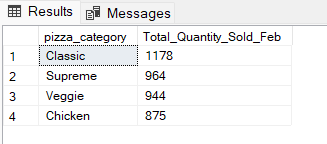 Results Messages
pizza_category Total_Quantity_Sold_Feb
1 Classic 1178
2 Supreme 964
3 Veggie 944
4 Chicken 875